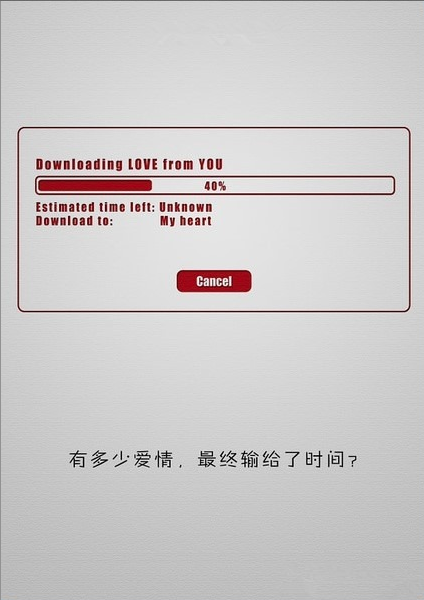 Downloading LOVE from YOU
40%
Estimated time left: Unknown
Download to: My heart
Cancel
有多少爱情，最终输给了时间?